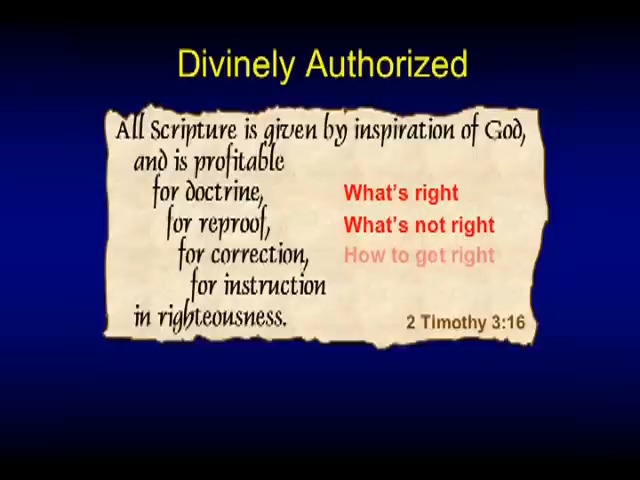 Divinely Authorized
All Scripture is given by inspiration of God,
and is profitable
for doctrine, What's right
for reproof, What's not right
for correction, How to get right
for instruction
in righteousness. 2 Timothy 3:16